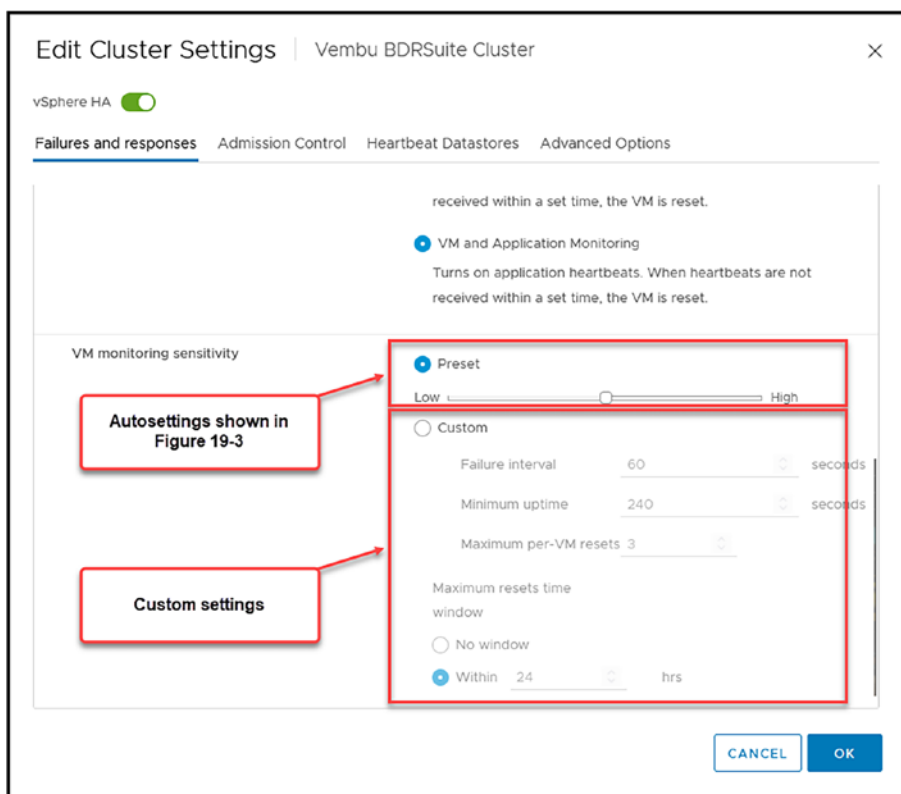 Edit Cluster Settings Vembu BDRSuite Cluster
vSphere HA
Failures and responses Admission Control Heartbeat Datastores Advanced Options
received within a set time, the VM is reset.
VM and Application Monitoring
Turns on application heartbeats. When heartbeats are not
received within a set time, the VM is reset.
VM monitoring sensitivity
Preset
Low High
Autosettings shown in
Figure 19-3
Custom
Failure interval 60 seconds
Minimum uptime 240 seconds
Maximum per-VM resets 3
Custom settings
Maximum resets time
window
No window
Within 24 hrs
CANCEL OK